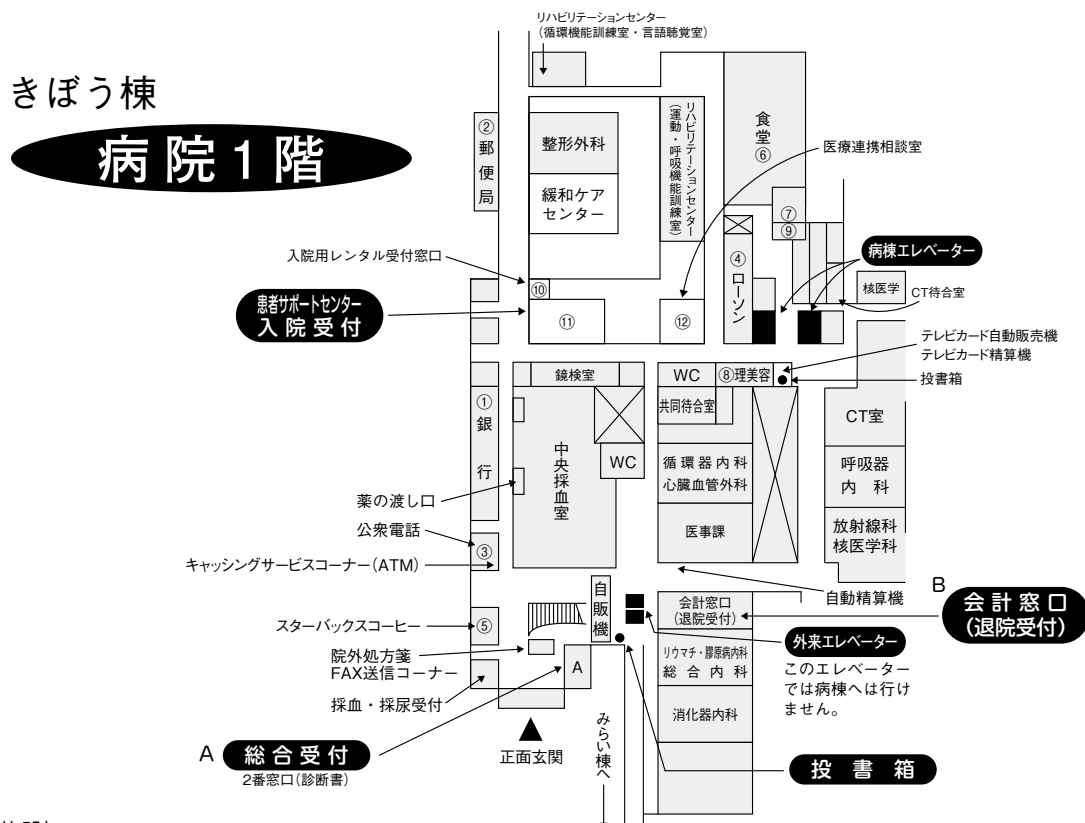 リハビリテーションセンター
（循環機能訓練室・言語聴覚室）
きぼう棟
病院1階
②郵便局
整形外科
緩和ケア
センター
リハビリテーションセンター
（運動・呼吸機能訓練室）
食堂⑥
医療連携相談室
⑦
⑨
④ローソン
病棟エレベーター
核医学
CT待合室
入院用レンタル受付窓口
⑩
患者サポートセンター
入院受付
⑪
⑫
テレビカード自動販売機
テレビカード精算機
投書箱
鏡検室
WC
⑧理美容
①銀行
共同待合室
CT室
中央採血室
WC
循環器内科
心臓血管外科
呼吸器
内科
薬の渡し口
公衆電話
③
キャッシングサービスコーナー（ATM）
医事課
放射線科
核医学科
自動精算機
B
会計窓口
（退院受付）
自販機
会計窓口
（退院受付）
スターバックスコーヒー
⑤
外来エレベーター
このエレベーター
では病棟へは行け
ません。
院外処方箋
FAX送信コーナー
A
リウマチ・膠原病内科
総合内科
採血・採尿受付
消化器内科
A
総合受付
2番窓口（診断書）
正面玄関
みらい棟へ
投書箱